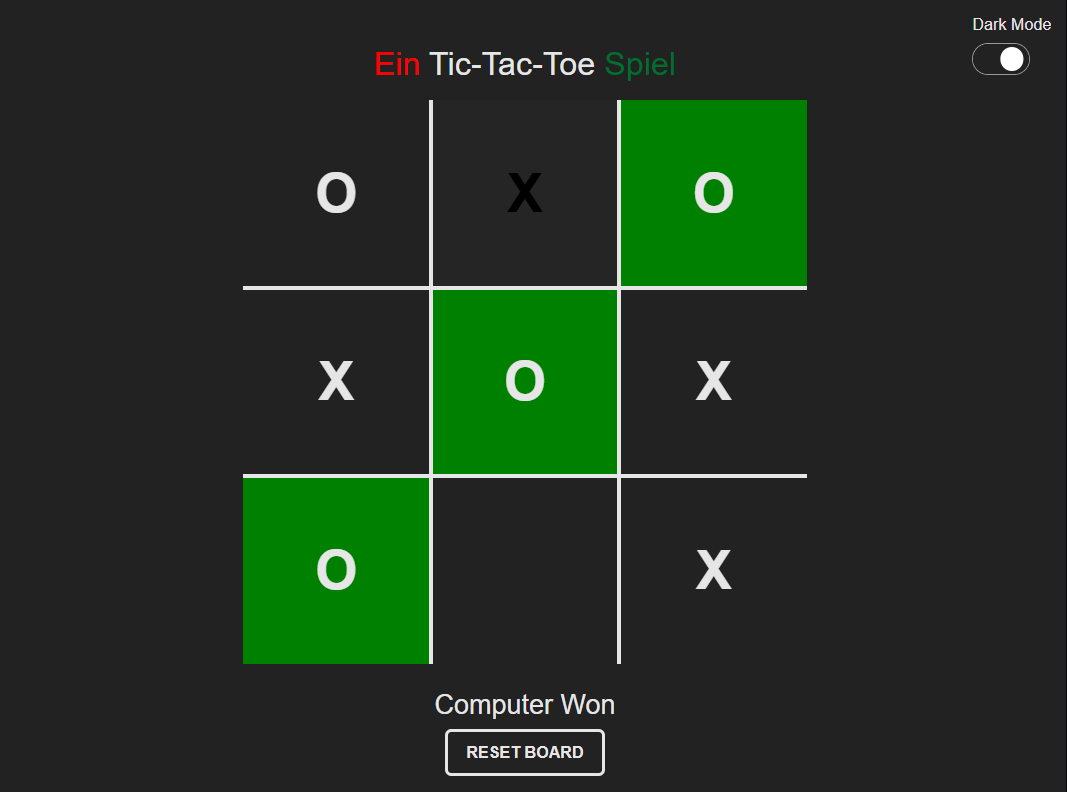 Dark Mode
Ein Tic-Tac-Toe Spiel
O X O
X O X
O X
Computer Won
RESET BOARD